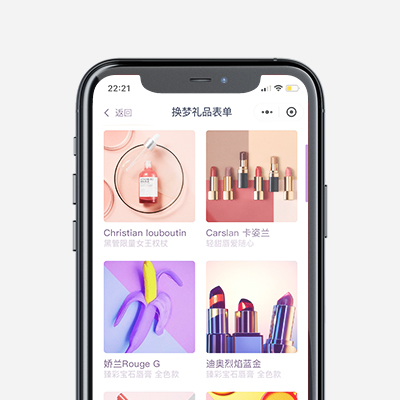 22:21
返回
换梦礼品表单
Christian louboutin
黑管限量女王权杖
Carslan 卡姿兰
轻甜唇爱随心
娇兰Rouge G
臻彩宝石唇膏 全色款
迪奥烈焰蓝金
臻彩宝石唇膏 全色款